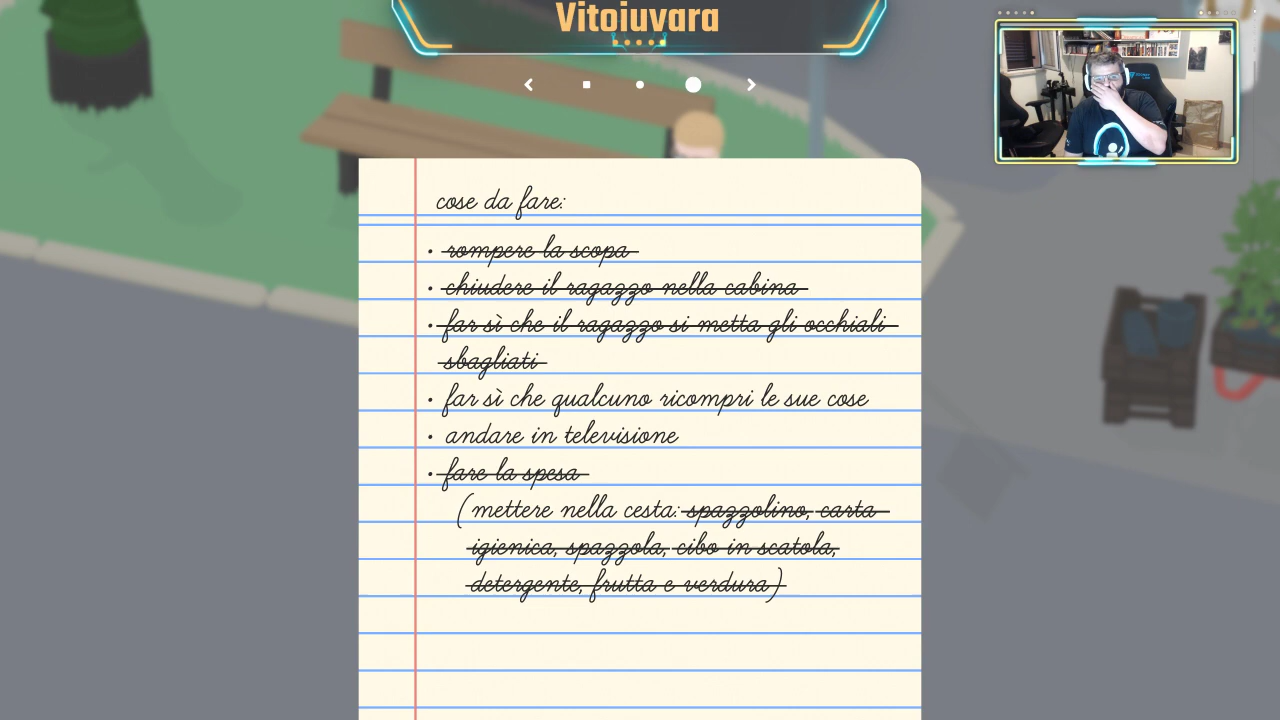 Vitoiuvara
cose da fare:
• rompere la scopa
• chiudere il ragazzo nella cabina
• far sì che il ragazzo si metta gli occhiali
sbagliati
• far sì che qualcuno ricompri le sue cose
• andare in televisione
• fare la spesa
(mettere nella cesta: spazzolino, carta
igienica, spazzola, cibo in scatola,
detergente, frutta e verdura)